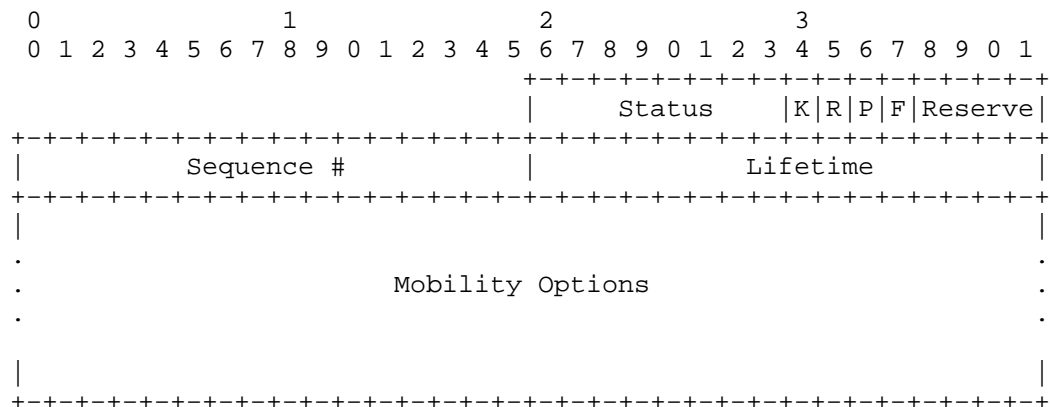 0                   1                   2                   3
0 1 2 3 4 5 6 7 8 9 0 1 2 3 4 5 6 7 8 9 0 1 2 3 4 5 6 7 8 9 0 1
                                +-+-+-+-+-+-+-+-+-+-+-+-+-+-+-+-+
                                |     Status    |K|R|P|F|Reserve|
+-+-+-+-+-+-+-+-+-+-+-+-+-+-+-+-+-+-+-+-+-+-+-+-+-+-+-+-+-+-+-+-+
|          Sequence #           |            Lifetime           |
+-+-+-+-+-+-+-+-+-+-+-+-+-+-+-+-+-+-+-+-+-+-+-+-+-+-+-+-+-+-+-+-+
|                                                               |
.                                                               .
.                       Mobility Options                        .
.                                                               .
|                                                               |
+-+-+-+-+-+-+-+-+-+-+-+-+-+-+-+-+-+-+-+-+-+-+-+-+-+-+-+-+-+-+-+-+